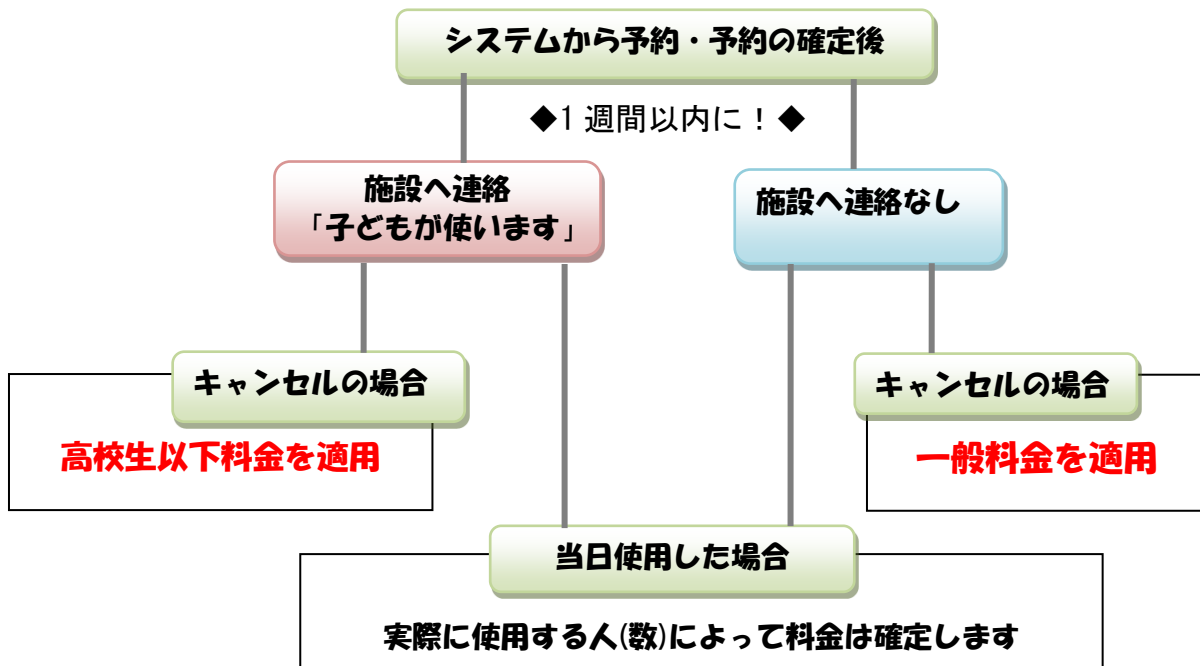 システムから予約・予約の確定後
◆1週間以内に！◆
施設へ連絡
「子どもが使います」
施設へ連絡なし
キャンセルの場合
高校生以下料金を適用
キャンセルの場合
一般料金を適用
当日使用した場合
実際に使用する人(数)によって料金は確定します